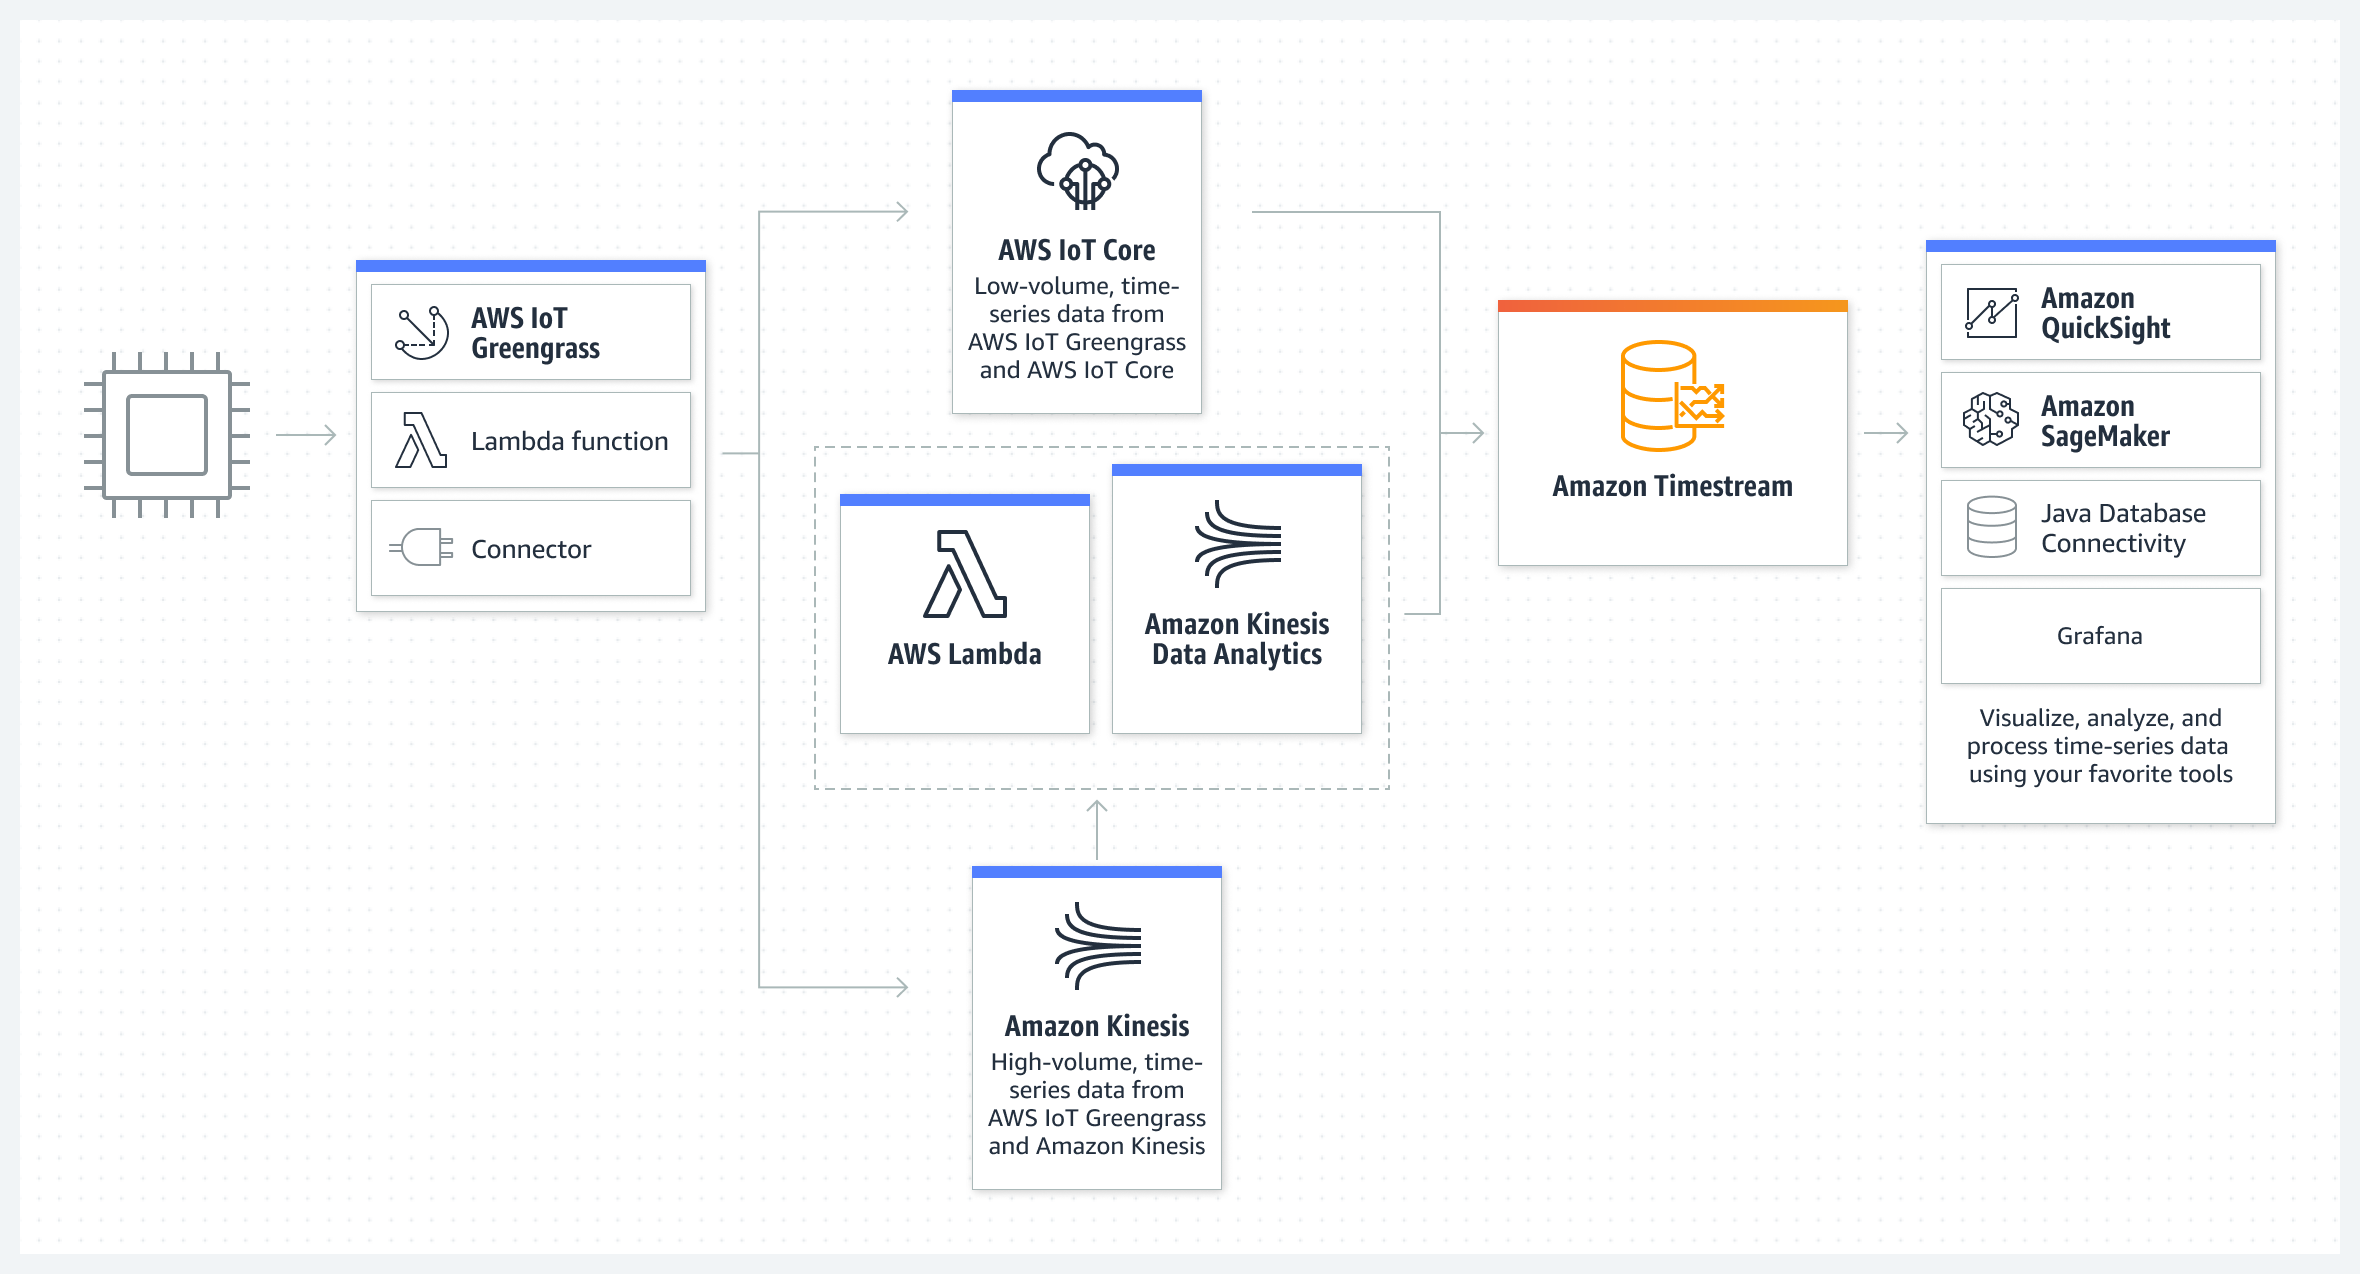 AWS IoT
Greengrass
Lambda function
Connector
AWS IoT Core
Low-volume, time-
series data from
AWS IoT Greengrass
and AWS IoT Core
AWS Lambda
Amazon Kinesis
Data Analytics
Amazon Kinesis
High-volume, time-
series data from
AWS IoT Greengrass
and Amazon Kinesis
Amazon Timestream
Amazon
QuickSight
Amazon
SageMaker
Java Database
Connectivity
Grafana
Visualize, analyze, and
process time-series data
using your favorite tools